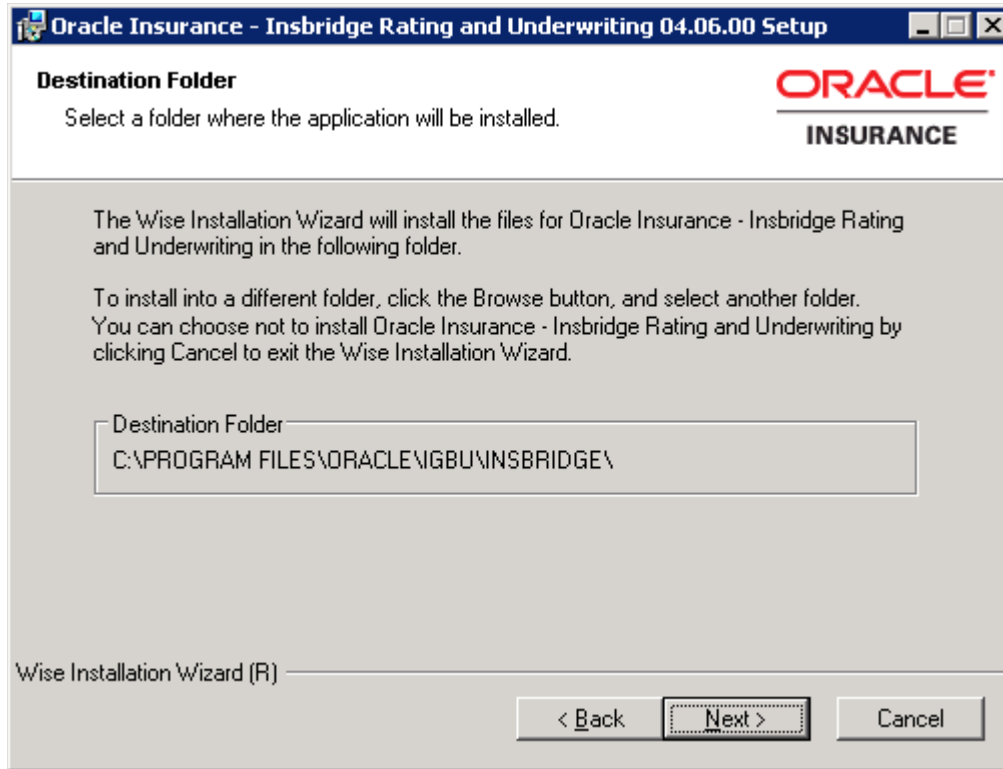 Oracle Insurance - Insbridge Rating and Underwriting 04.06.00 Setup
Destination Folder
Select a folder where the application will be installed.
ORACLE
INSURANCE
The Wise Installation Wizard will install the files for Oracle Insurance - Insbridge Rating
and Underwriting in the following folder.
To install into a different folder, click the Browse button, and select another folder.
You can choose not to install Oracle Insurance - Insbridge Rating and Underwriting by
clicking Cancel to exit the Wise Installation Wizard.
Destination Folder
C:\PROGRAM FILES\ORACLE\IGBU\INSBRIDGE\
Wise Installation Wizard (R)
< Back
Next >
Cancel